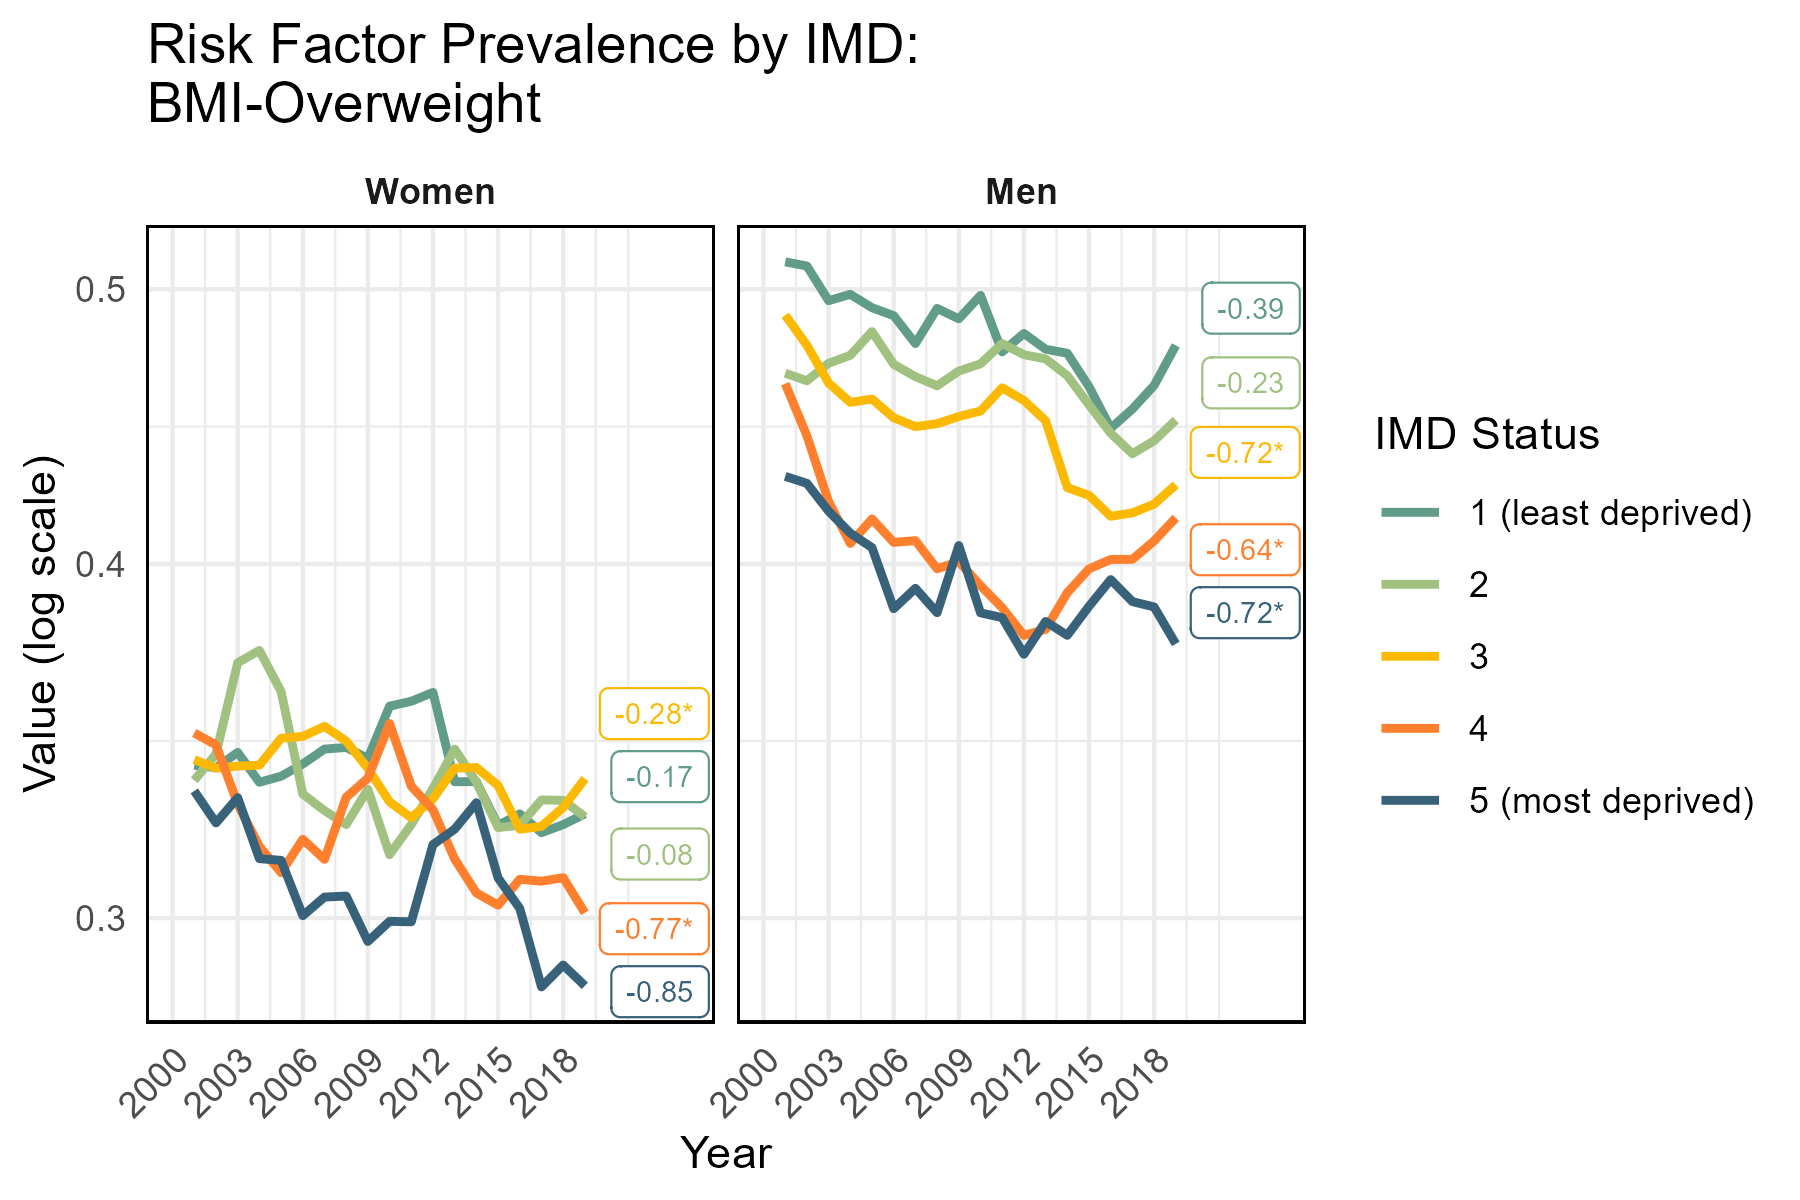 Risk Factor Prevalence by IMD:
BMI-Overweight
Women
Men
Value (log scale)
0.5
0.4
0.3
-0.28*
-0.17
-0.08
-0.77*
-0.85
-0.39
-0.23
-0.72*
-0.64*
-0.72*
2000 2003 2006 2009 2012 2015 2018
2000 2003 2006 2009 2012 2015 2018
Year
IMD Status
1 (least deprived)
2
3
4
5 (most deprived)